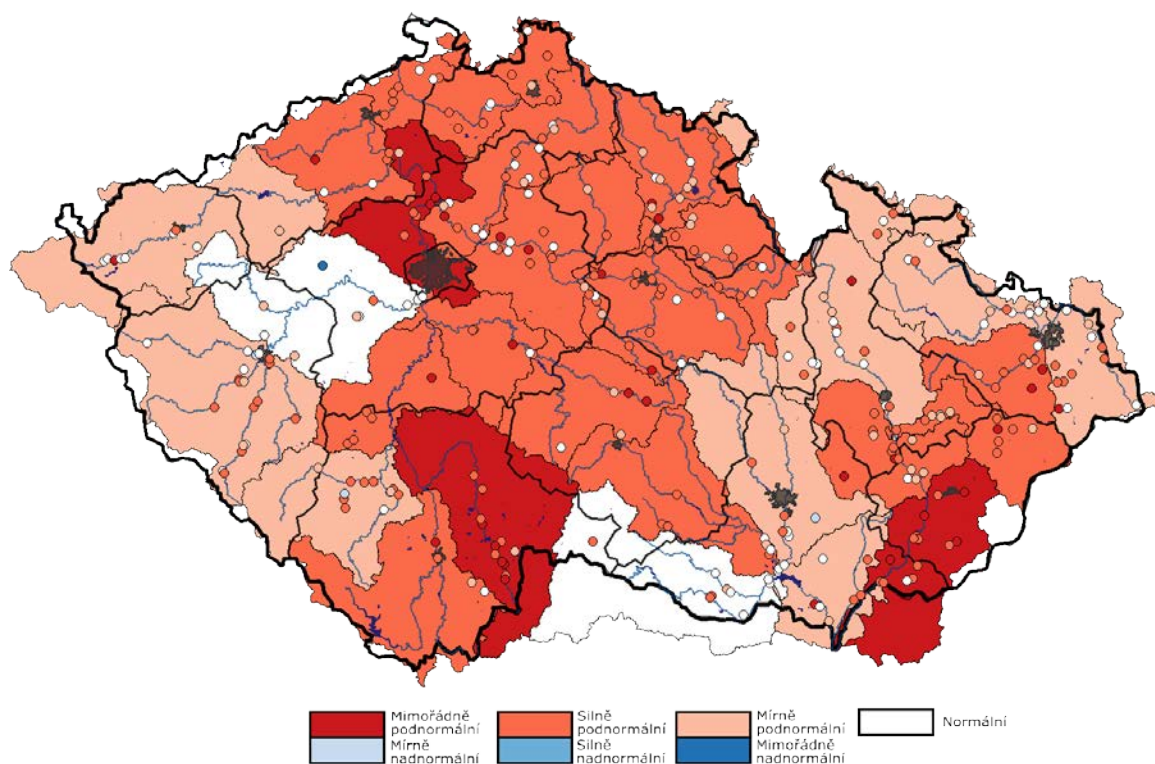 Mimořádně
podnormální
Silně
podnormální
Mírně
podnormální
Normální
Mírně
nadnormální
Silně
nadnormální
Mimořádně
nadnormální